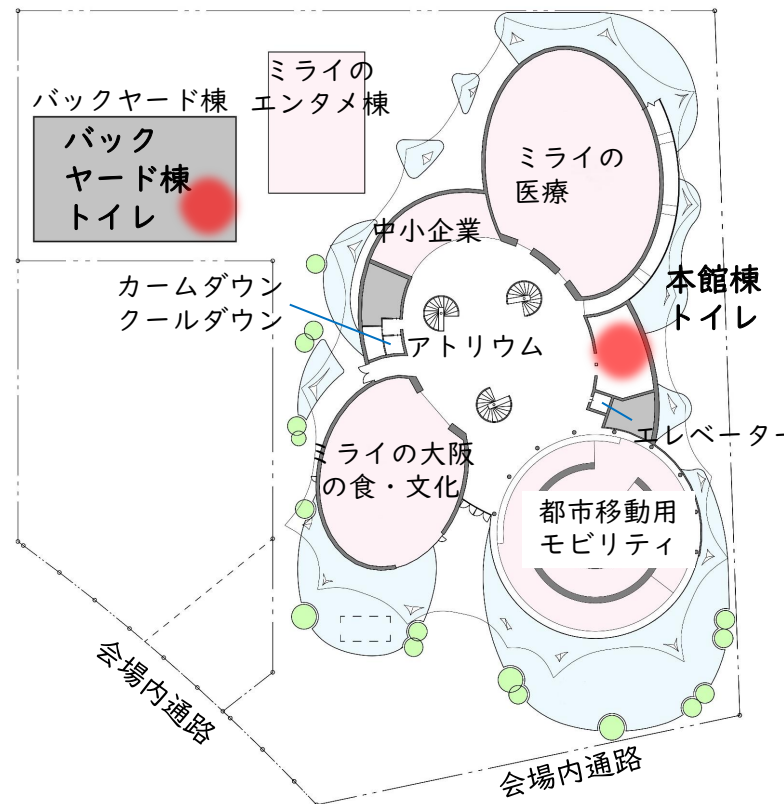 ミライの
エンタメ棟
バックヤード棟
バック
ヤード棟
トイレ
ミライの
医療
中小企業
カームダウン
クールダウン
本館棟
トイレ
アトリウム
エレベーター
ミライの大阪
の食・文化
都市移動用
モビリティ
会場内通路
会場内通路